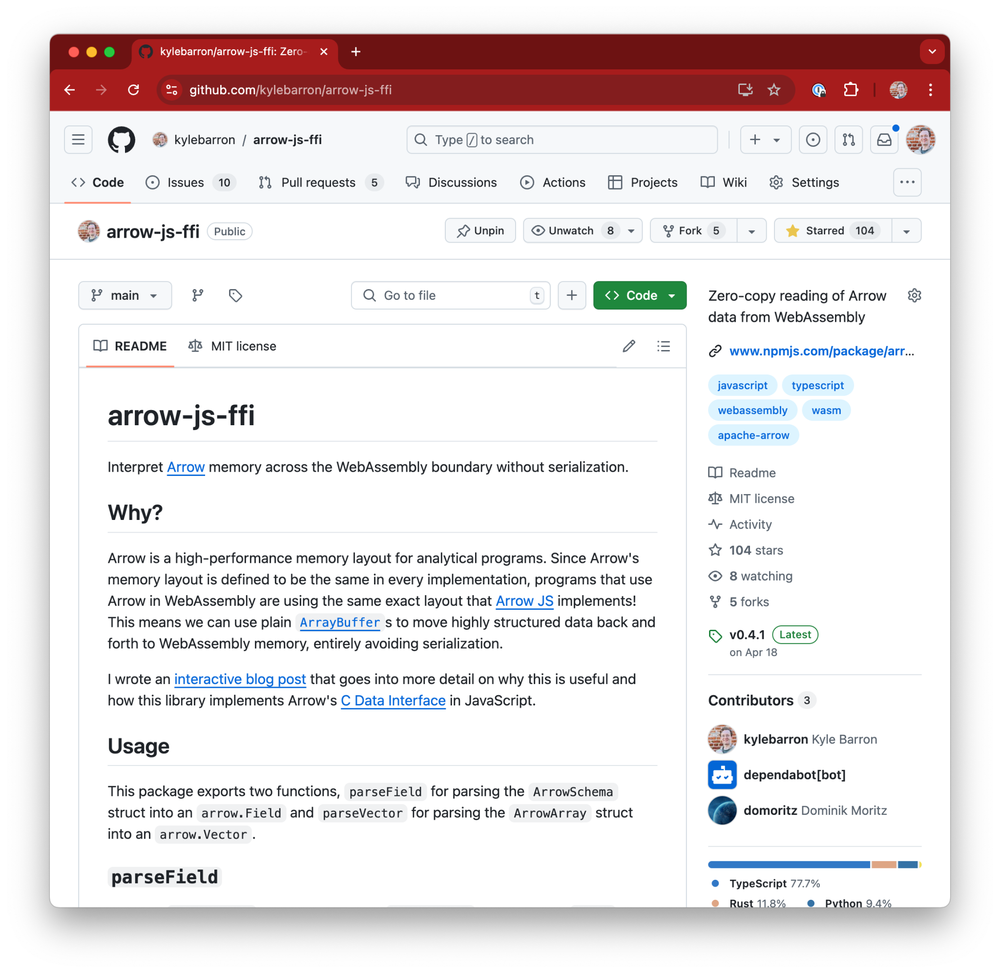 kylebarron/arrow-js-ffi: Zero-
github.com/kylebarron/arrow-js-ffi
kylebarron / arrow-js-ffi
Type / to search
Code
Issues 10
Pull requests 5
Discussions
Actions
Projects
Wiki
Settings
arrow-js-ffi Public
Unpin
Unwatch 8
Fork 5
Starred 104
main
Go to file t
Code
README
MIT license
arrow-js-ffi
Interpret Arrow memory across the WebAssembly boundary without serialization.
Why?
Arrow is a high-performance memory layout for analytical programs. Since Arrow's
memory layout is defined to be the same in every implementation, programs that use
Arrow in WebAssembly are using the same exact layout that Arrow JS implements!
This means we can use plain ArrayBuffer s to move highly structured data back and
forth to WebAssembly memory, entirely avoiding serialization.
I wrote an interactive blog post that goes into more detail on why this is useful and
how this library implements Arrow's C Data Interface in JavaScript.
Usage
This package exports two functions, parseField for parsing the ArrowSchema
struct into an arrow.Field and parseVector for parsing the ArrowArray struct
into an arrow.Vector .
parseField
Zero-copy reading of Arrow
data from WebAssembly
www.npmjs.com/package/arr...
javascript typescript
webassembly wasm
apache-arrow
Readme
MIT license
Activity
104 stars
8 watching
5 forks
v0.4.1 Latest
on Apr 18
Contributors 3
kylebarron Kyle Barron
dependabot[bot]
domoritz Dominik Moritz
TypeScript 77.7%
Rust 11.8% Python 9.4%